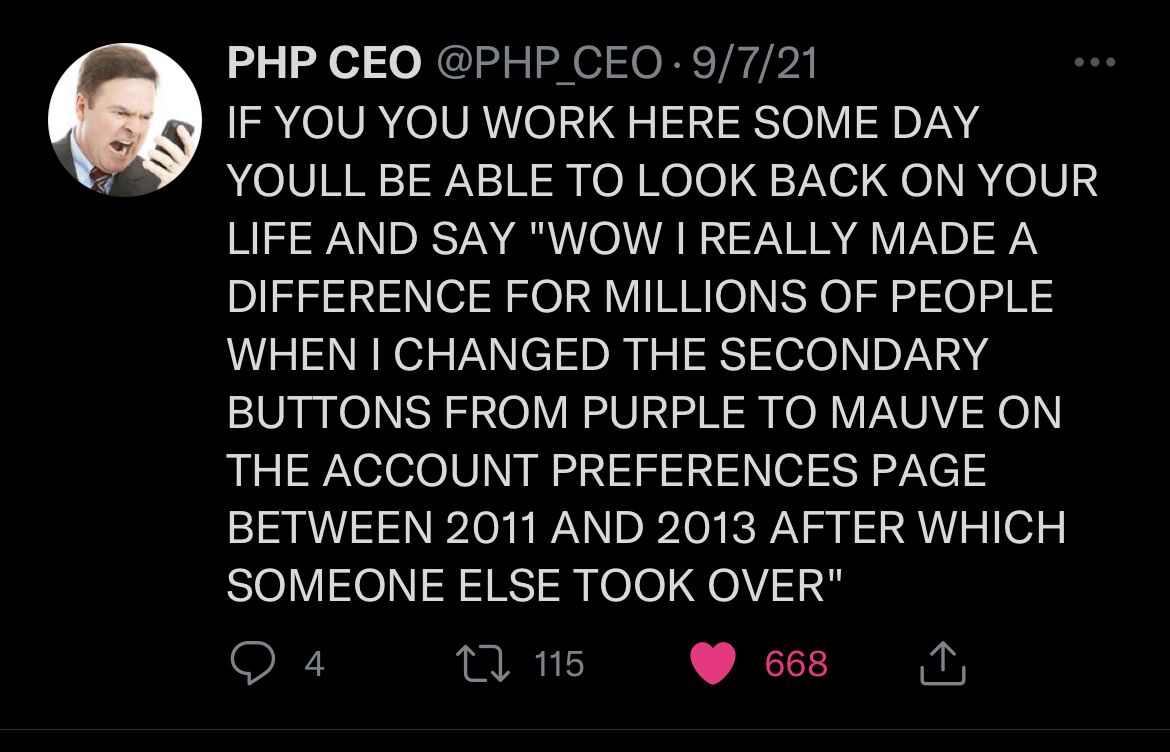 PHP CEO @PHP_CEO · 9/7/21
IF YOU YOU WORK HERE SOME DAY
YOULL BE ABLE TO LOOK BACK ON YOUR
LIFE AND SAY "WOW I REALLY MADE A
DIFFERENCE FOR MILLIONS OF PEOPLE
WHEN I CHANGED THE SECONDARY
BUTTONS FROM PURPLE TO MAUVE ON
THE ACCOUNT PREFERENCES PAGE
BETWEEN 2011 AND 2013 AFTER WHICH
SOMEONE ELSE TOOK OVER"
4 115 668